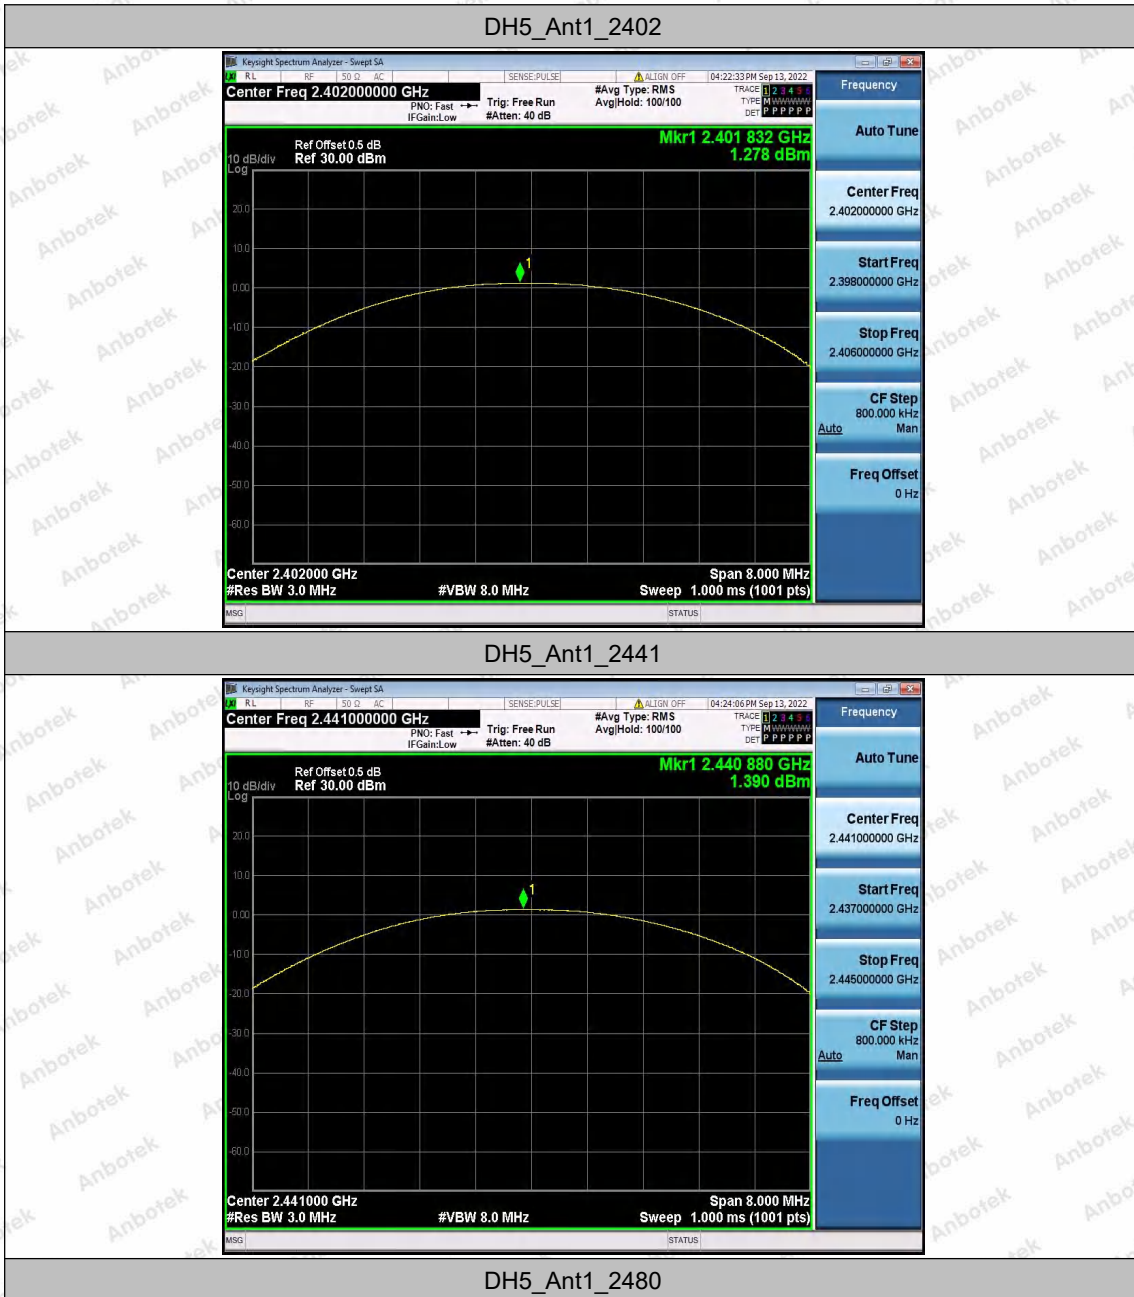 DH5_Ant1_2402
Keysight Spectrum Analyzer - Swept SA
LXI RL RF 50 Ω AC SENSE:PULSE ALIGN OFF 04:22:33 PM Sep 13, 2022
Center Freq 2.402000000 GHz
PNO: Fast
IFGain:Low
Trig: Free Run
#Atten: 40 dB
#Avg Type: RMS
Avg|Hold: 100/100
TRACE 1 2 3 4 5 6
TYPE M WWWWW
DET P P P P P P
Ref Offset 0.5 dB
Ref 30.00 dBm
10 dB/div
Log
Mkr1 2.401 832 GHz
1.278 dBm
20.0
10.0
0.00
-10.0
-20.0
-30.0
-40.0
-50.0
-60.0
1
Center 2.402000 GHz
#Res BW 3.0 MHz
#VBW 8.0 MHz
Span 8.000 MHz
Sweep 1.000 ms (1001 pts)
MSG
STATUS
Frequency
Auto Tune
Center Freq
2.402000000 GHz
Start Freq
2.398000000 GHz
Stop Freq
2.406000000 GHz
CF Step
800.000 kHz
Auto Man
Freq Offset
0 Hz
DH5_Ant1_2441
Keysight Spectrum Analyzer - Swept SA
LXI RL RF 50 Ω AC SENSE:PULSE ALIGN OFF 04:24:06 PM Sep 13, 2022
Center Freq 2.441000000 GHz
PNO: Fast
IFGain:Low
Trig: Free Run
#Atten: 40 dB
#Avg Type: RMS
Avg|Hold: 100/100
TRACE 1 2 3 4 5 6
TYPE M WWWWW
DET P P P P P P
Ref Offset 0.5 dB
Ref 30.00 dBm
10 dB/div
Log
Mkr1 2.440 880 GHz
1.390 dBm
20.0
10.0
0.00
-10.0
-20.0
-30.0
-40.0
-50.0
-60.0
1
Center 2.441000 GHz
#Res BW 3.0 MHz
#VBW 8.0 MHz
Span 8.000 MHz
Sweep 1.000 ms (1001 pts)
MSG
STATUS
Frequency
Auto Tune
Center Freq
2.441000000 GHz
Start Freq
2.437000000 GHz
Stop Freq
2.445000000 GHz
CF Step
800.000 kHz
Auto Man
Freq Offset
0 Hz
DH5_Ant1_2480
Anbotek